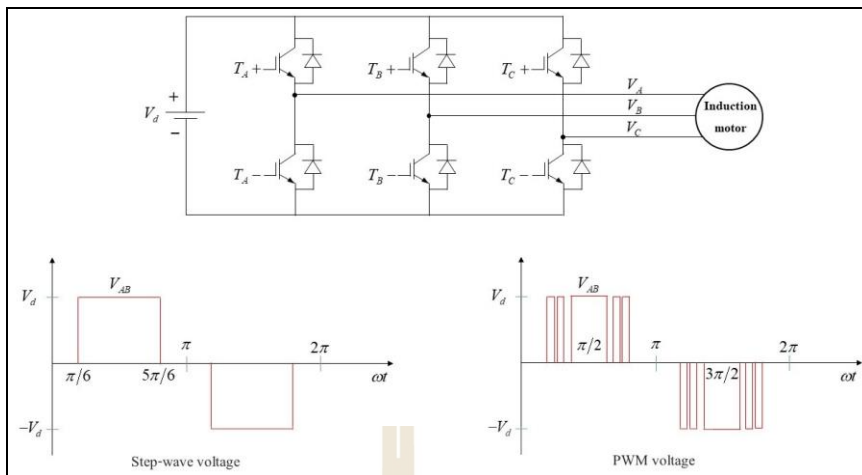 T_A +
T_B +
T_C +
V_A
V_B
V_C
Induction
motor
+
V_d
−
T_A −
T_B −
T_C −
V_AB
V_d
π
2π
π/6
5π/6
ωt
−V_d
Step-wave voltage
V_AB
V_d
π/2
π
3π/2
2π
ωt
−V_d
PWM voltage